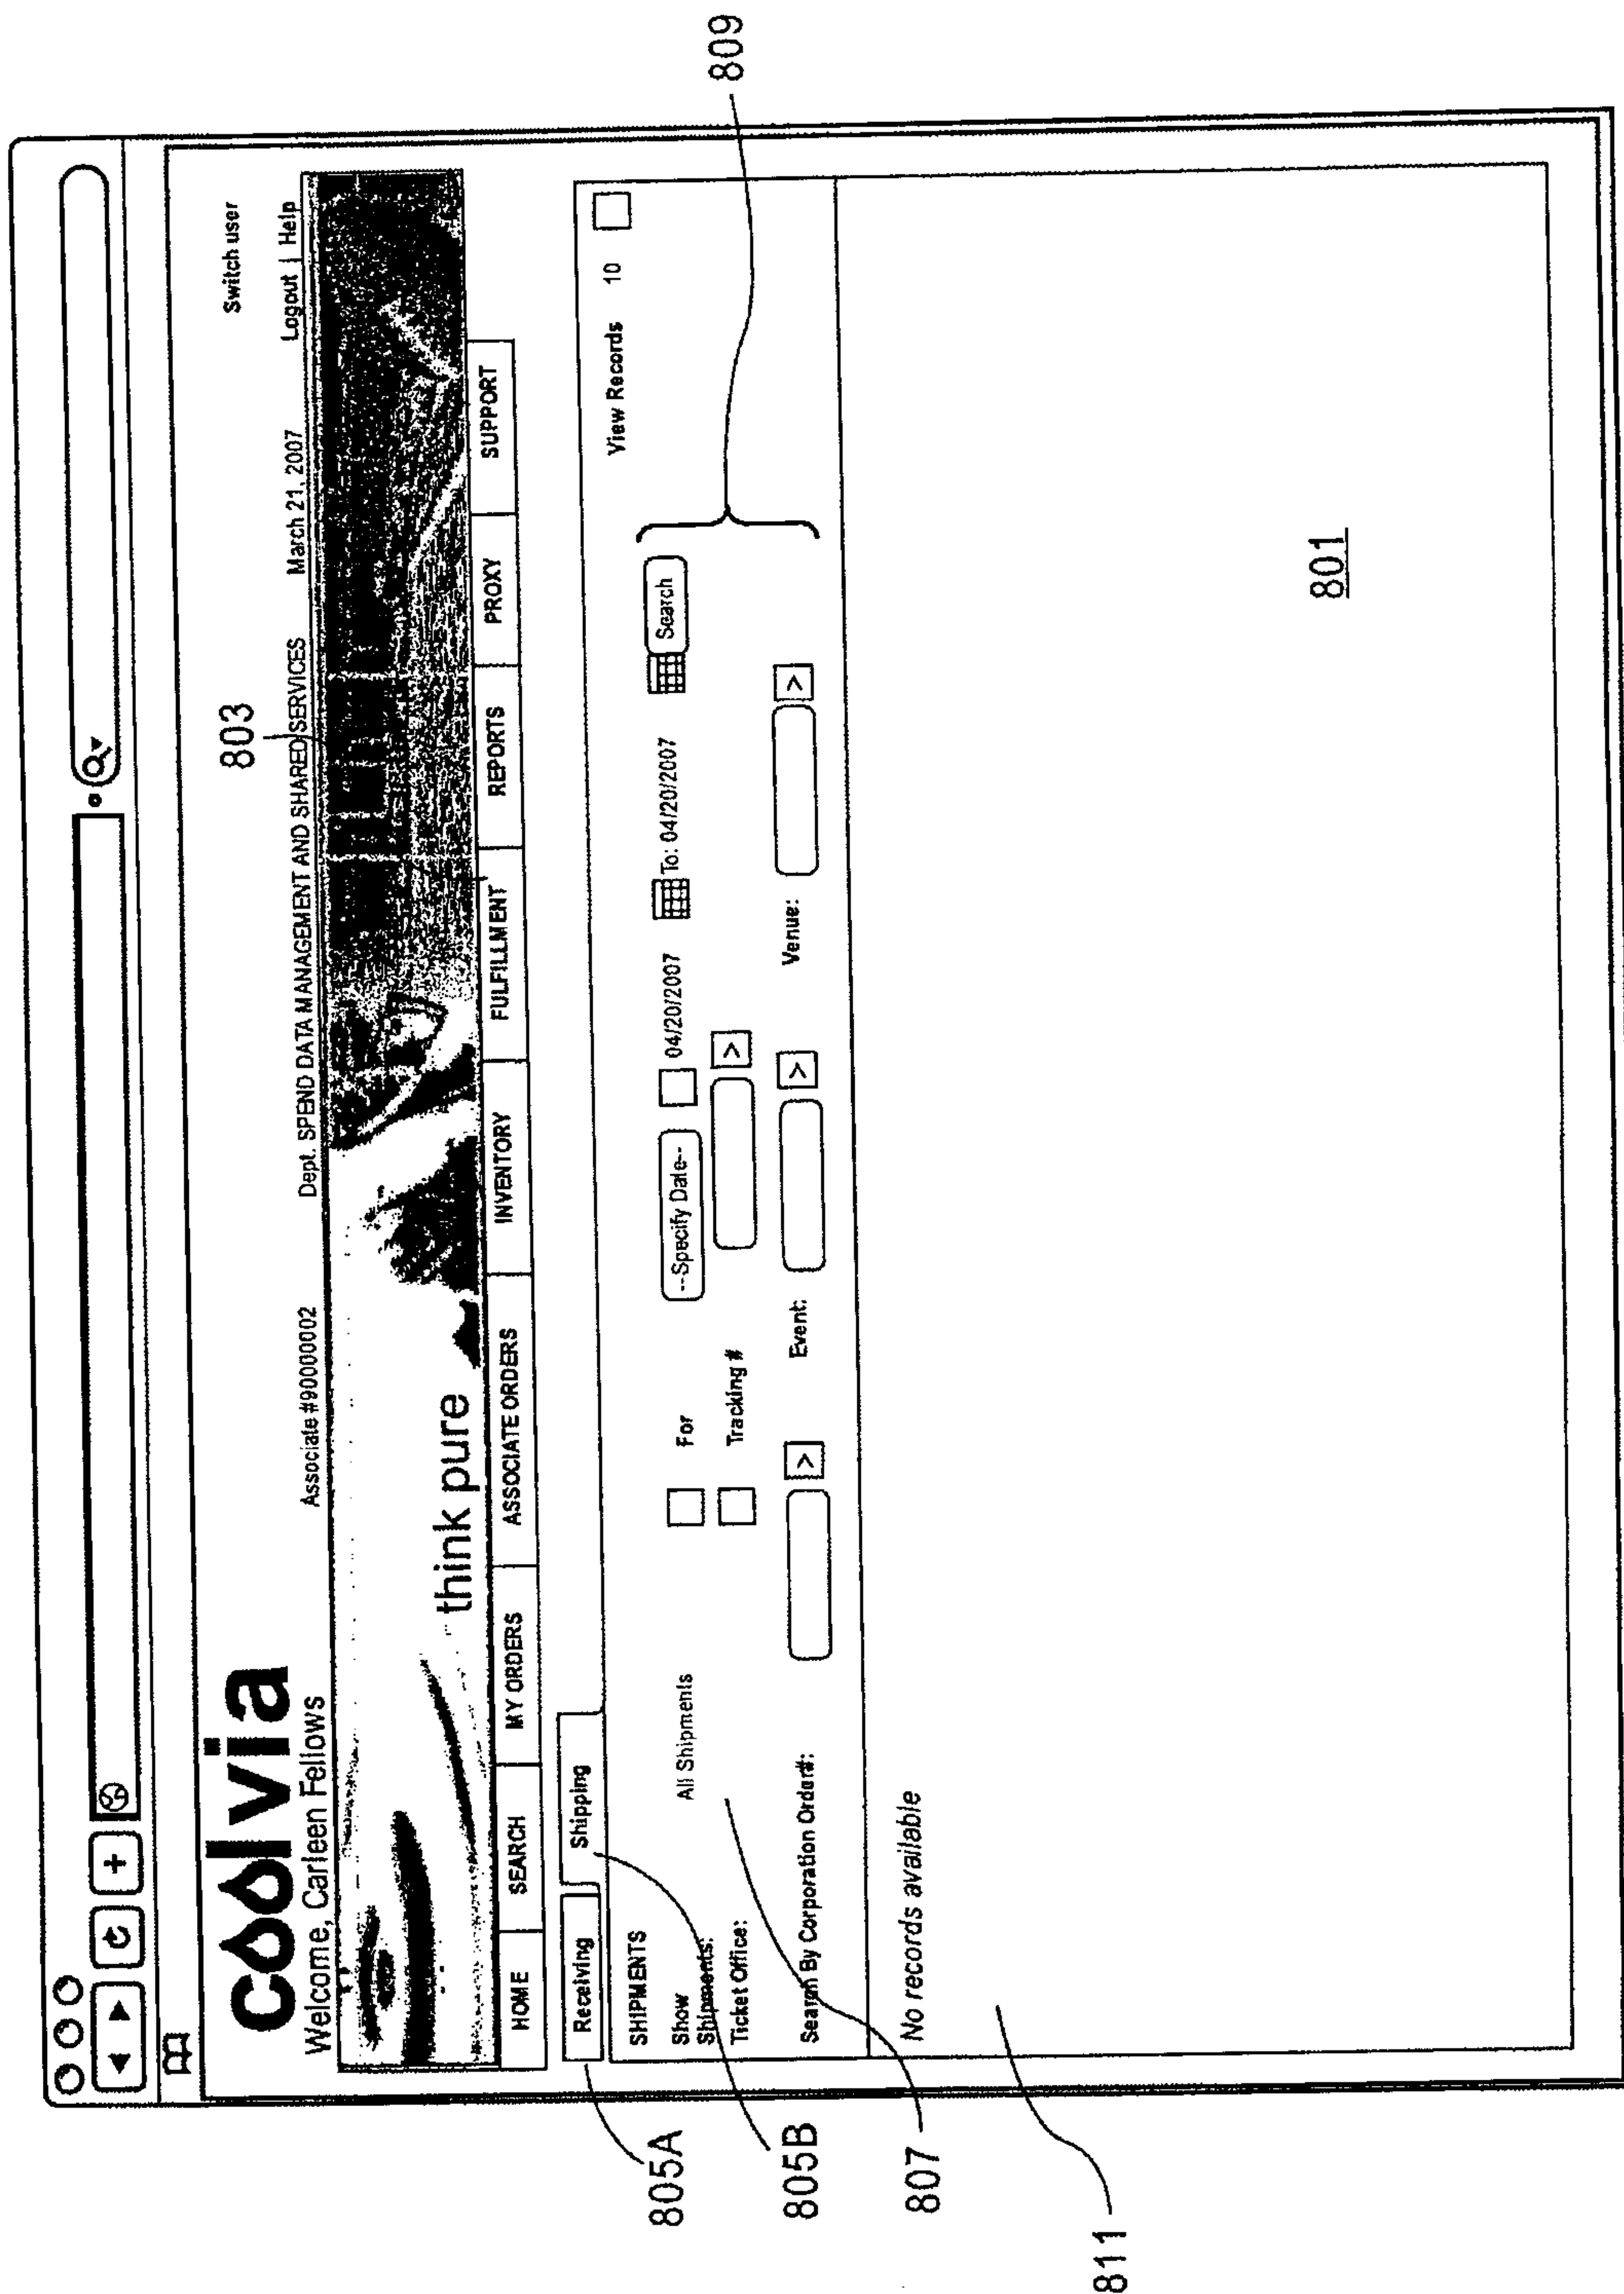 Switch user
coolvia
Welcome, Carleen Fellows
Associate #90000002
Dept. SPEND DATA MANAGEMENT AND SHARED SERVICES
March 21, 2007
Logout | Help
803
think pure
HOME
SEARCH
MY ORDERS
ASSOCIATE ORDERS
INVENTORY
FULFILLMENT
REPORTS
PROXY
SUPPORT
Receiving
Shipping
805A
805B
SHIPMENTS
View Records 10
Show Shipments:
All Shipments
For
--Specify Date--
04/20/2007
To: 04/20/2007
Search
Ticket Office:
Tracking #
Search By Corporation Order#:
Event:
Venue:
807
809
No records available
811
801